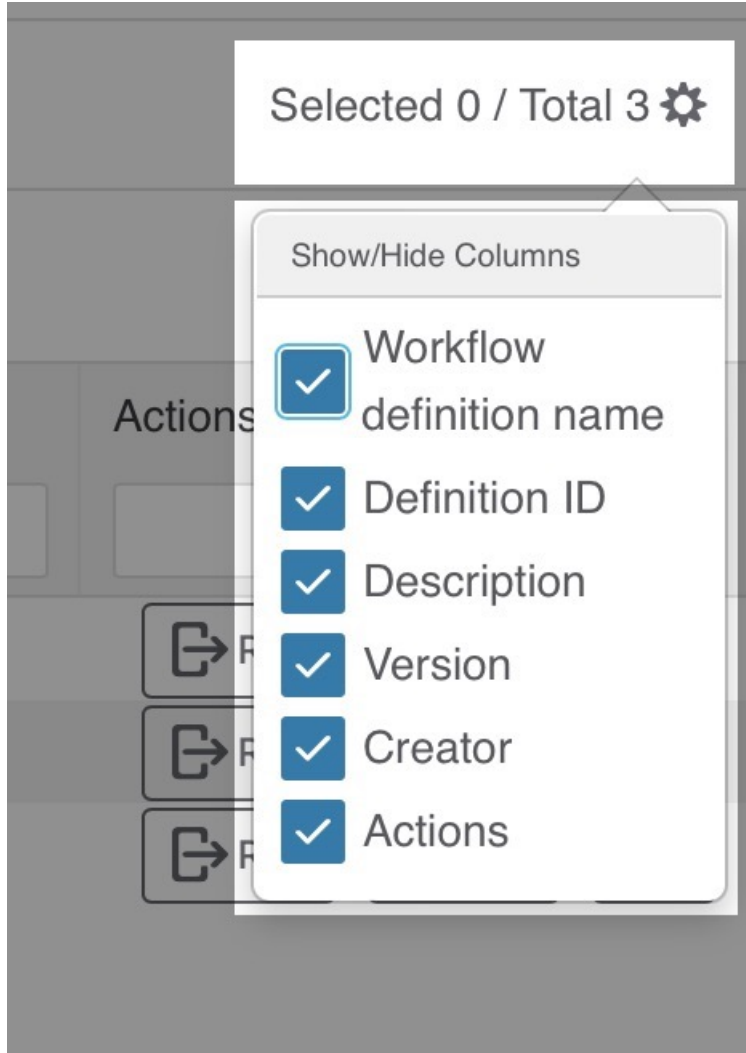 Selected 0 / Total 3
Show/Hide Columns
Workflow
definition name
Actions
Definition ID
Description
Version
Creator
Actions